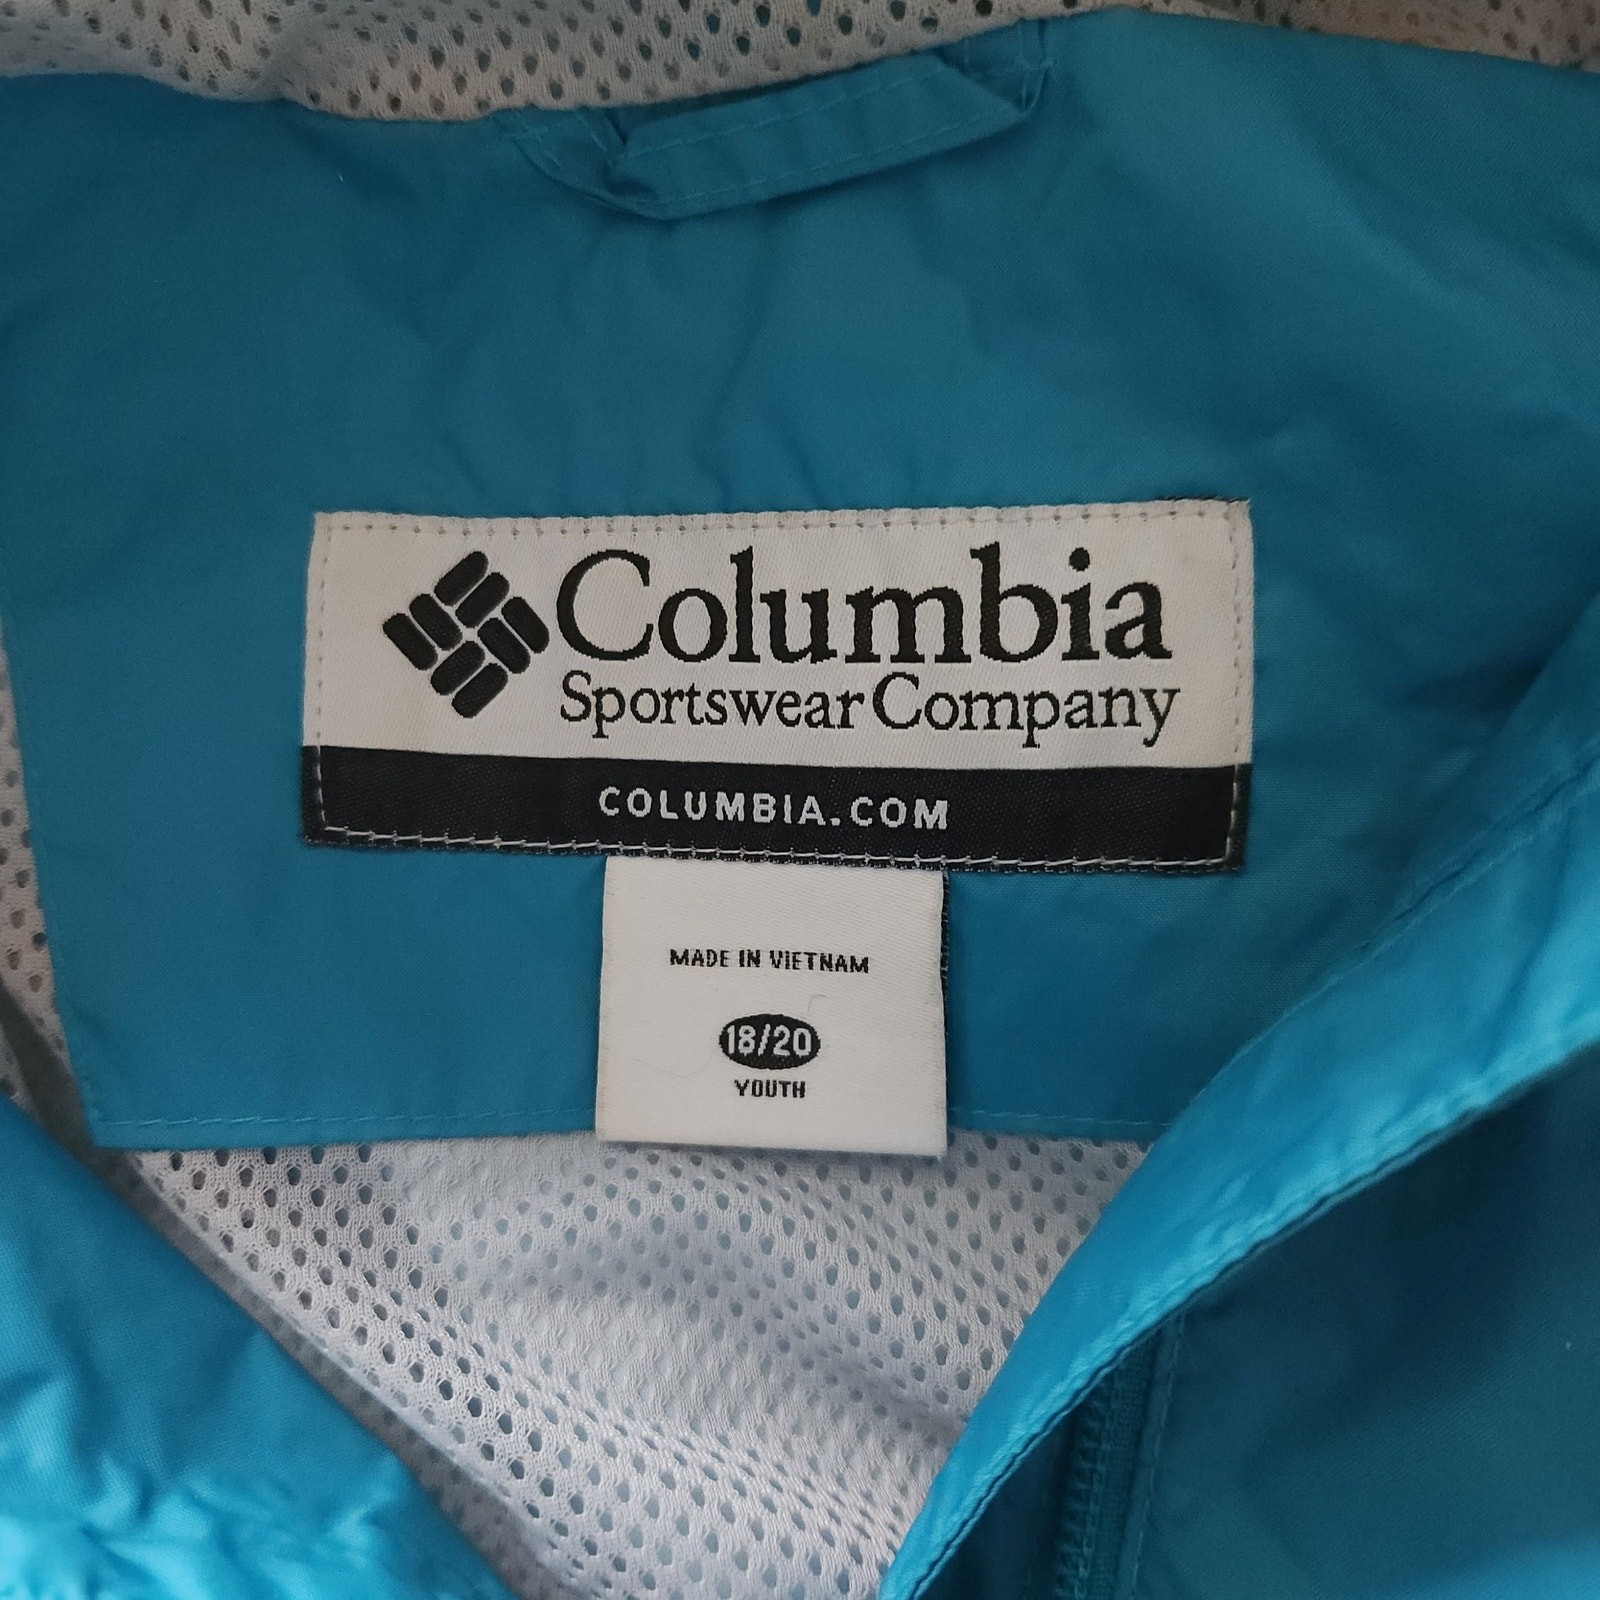 Columbia
Sportswear Company
COLUMBIA.COM
MADE IN VIETNAM
18/20
YOUTH